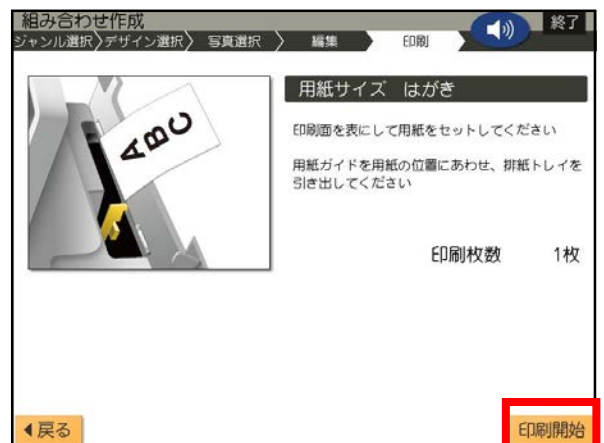 組み合わせ作成
終了
ジャンル選択〉デザイン選択〉 写真選択 〉 編集 印刷
用紙サイズ はがき
ABC
印刷面を表にして用紙をセットしてください
用紙ガイドを用紙の位置にあわせ、排紙トレイを
引き出してください
印刷枚数 1枚
戻る
印刷開始